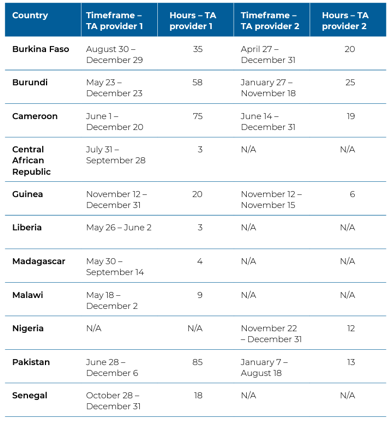 Country Timeframe – TA provider 1 Hours – TA provider 1 Timeframe – TA provider 2 Hours – TA provider 2
Burkina Faso August 30 – December 29 35 April 27 – December 31 20
Burundi May 23 – December 23 58 January 27 – November 18 25
Cameroon June 1 – December 20 75 June 14 – December 31 19
Central African Republic July 31 – September 28 3 N/A N/A
Guinea November 12 – December 31 20 November 12 – November 15 6
Liberia May 26 – June 2 3 N/A N/A
Madagascar May 30 – September 14 4 N/A N/A
Malawi May 18 – December 2 9 N/A N/A
Nigeria N/A N/A November 22 – December 31 12
Pakistan June 28 – December 6 85 January 7 – August 18 13
Senegal October 28 – December 31 18 N/A N/A